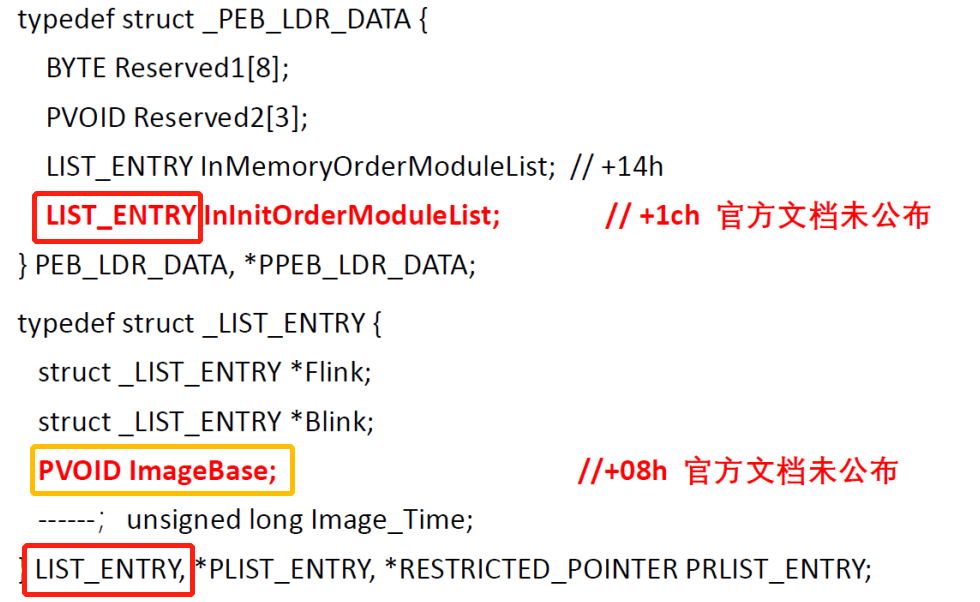 typedef struct _PEB_LDR_DATA {
BYTE Reserved1[8];
PVOID Reserved2[3];
LIST_ENTRY InMemoryOrderModuleList; // +14h
LIST_ENTRY InInitOrderModuleList; // +1ch 官方文档未公布
} PEB_LDR_DATA, *PPEB_LDR_DATA;
typedef struct _LIST_ENTRY {
struct _LIST_ENTRY *Flink;
struct _LIST_ENTRY *Blink;
PVOID ImageBase; //+08h 官方文档未公布
------； unsigned long Image_Time;
} LIST_ENTRY, *PLIST_ENTRY, *RESTRICTED_POINTER PRLIST_ENTRY;